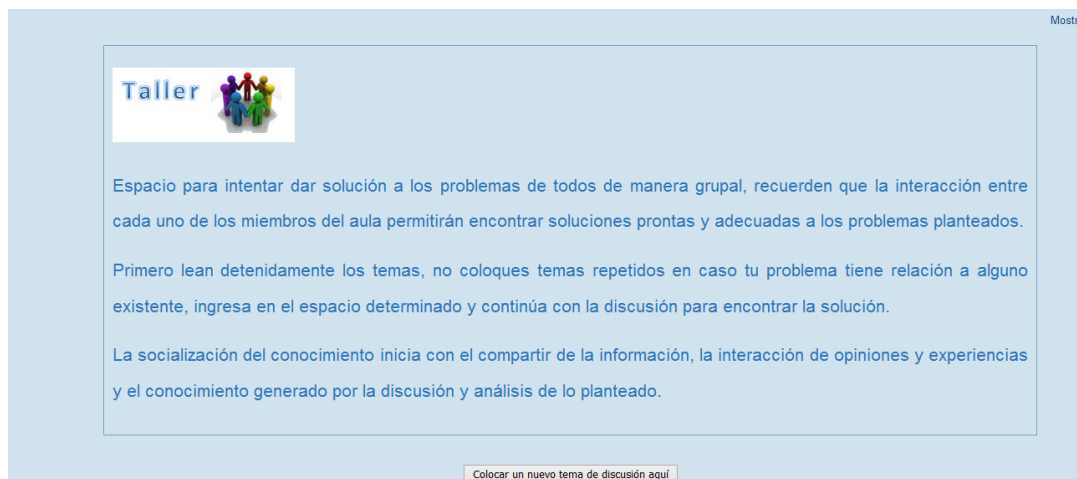 Mostr
Taller
Espacio para intentar dar solución a los problemas de todos de manera grupal, recuerden que la interacción entre
cada uno de los miembros del aula permitirán encontrar soluciones prontas y adecuadas a los problemas planteados.
Primero lean detenidamente los temas, no coloques temas repetidos en caso tu problema tiene relación a alguno
existente, ingresa en el espacio determinado y continúa con la discusión para encontrar la solución.
La socialización del conocimiento inicia con el compartir de la información, la interacción de opiniones y experiencias
y el conocimiento generado por la discusión y análisis de lo planteado.
Colocar un nuevo tema de discusión aquí